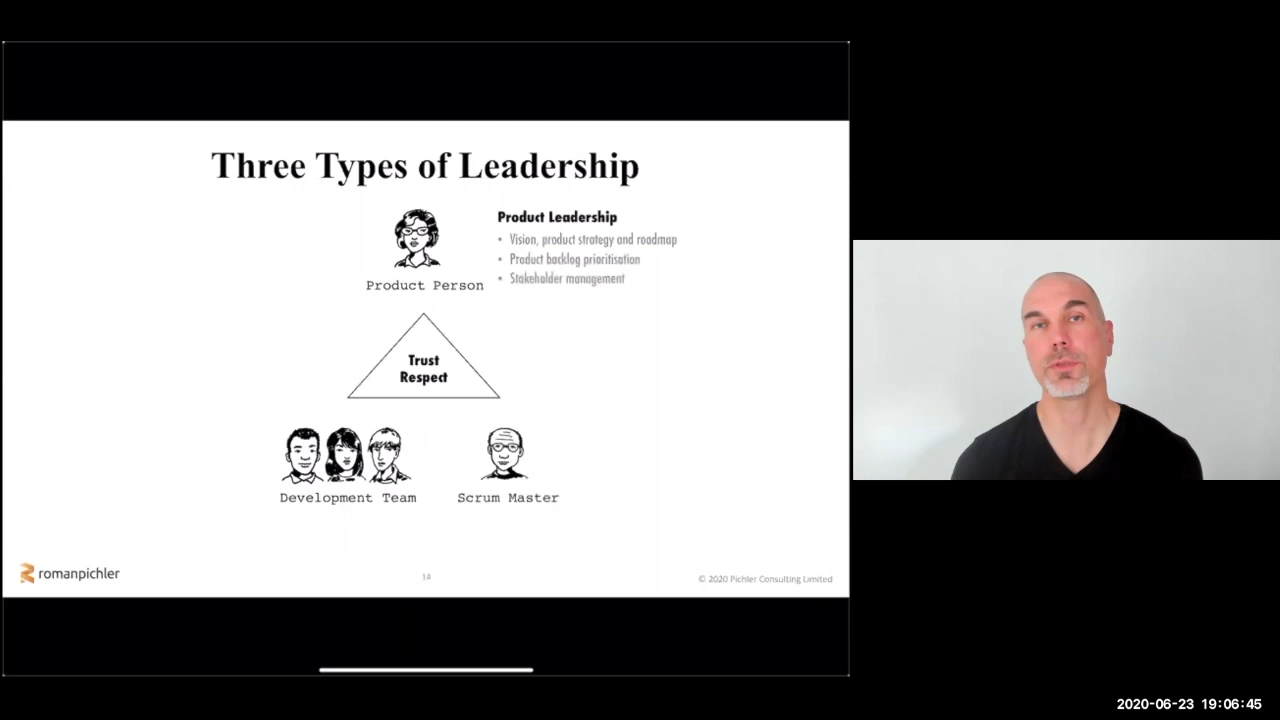 Three Types of Leadership
Product Leadership
• Vision, product strategy and roadmap
• Product backlog prioritisation
• Stakeholder management
Product Person
Trust
Respect
Development Team
Scrum Master
romanpichler
© 2020 Pichler Consulting Limited
2020-06-23 19:06:45